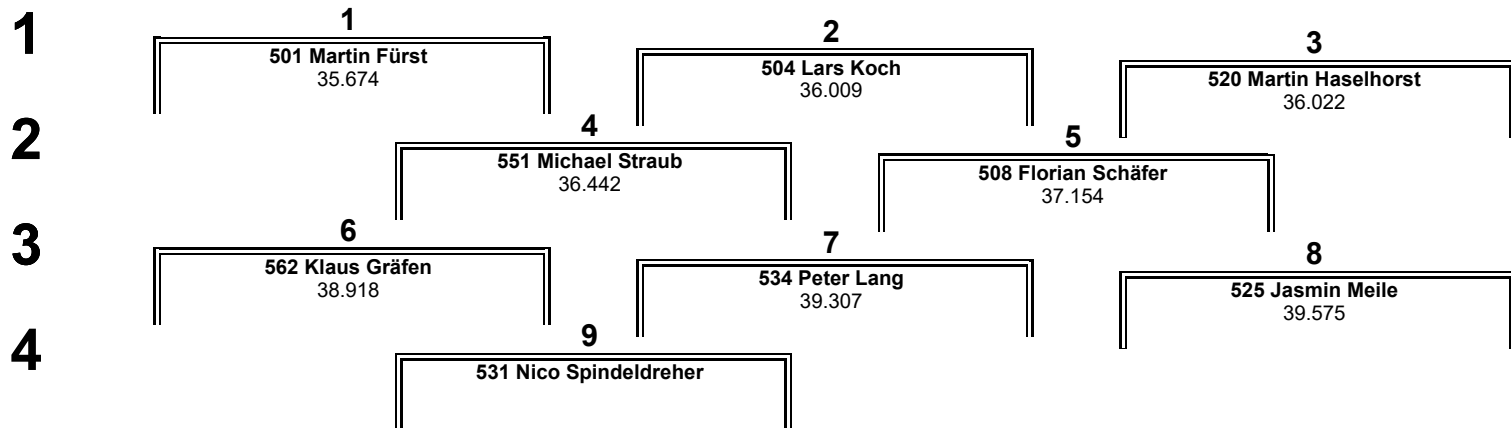 1
1
501 Martin Fürst
35.674
2
504 Lars Koch
36.009
3
520 Martin Haselhorst
36.022
2
4
551 Michael Straub
36.442
5
508 Florian Schäfer
37.154
3
6
562 Klaus Gräfen
38.918
7
534 Peter Lang
39.307
8
525 Jasmin Meile
39.575
4
9
531 Nico Spindeldreher